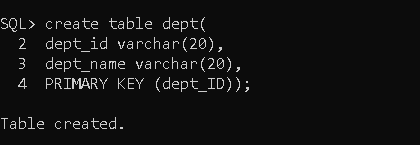 SQL> create table dept(
2 dept_id varchar(20),
3 dept_name varchar(20),
4 PRIMARY KEY (dept_ID));
Table created.